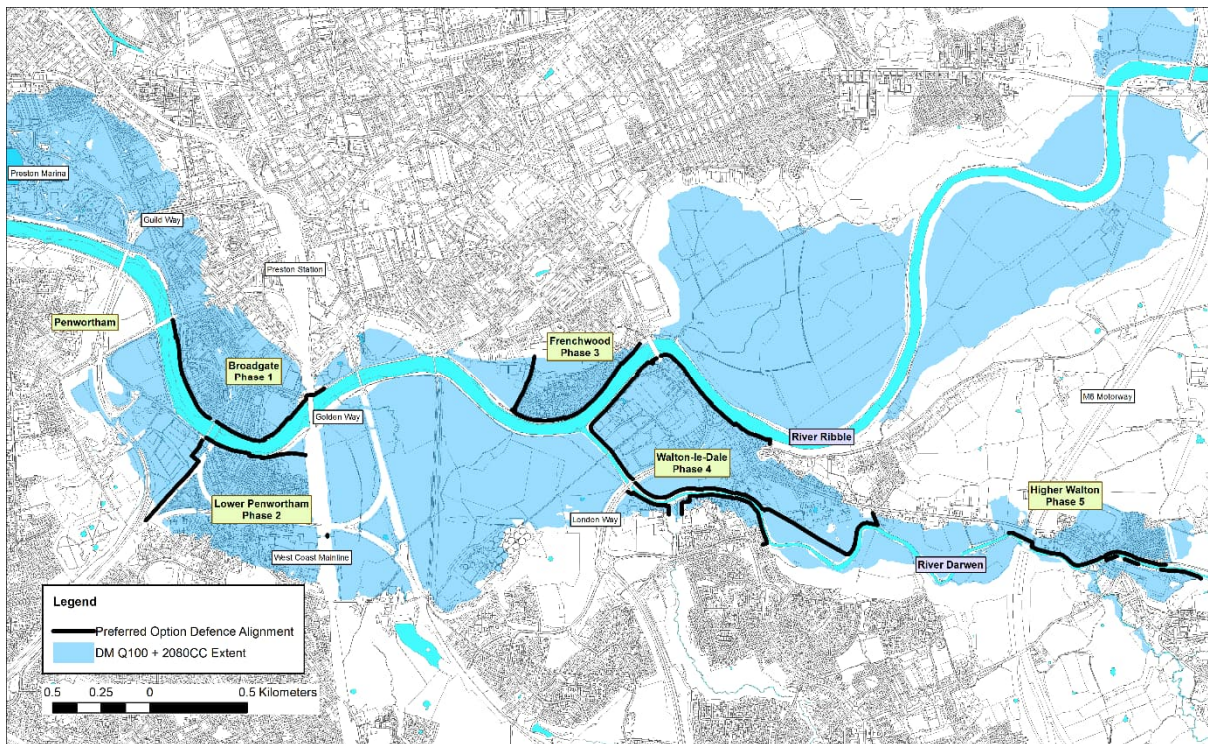 Preston Marina
Guild Way
Preston Station
Penwortham
Broadgate
Phase 1
Golden Way
Frenchwood
Phase 3
M6 Motorway
River Ribble
Walton-le-Dale
Phase 4
Lower Penwortham
Phase 2
London Way
Higher Walton
Phase 5
West Coast Mainline
River Darwen
Legend
Preferred Option Defence Alignment
DM Q100 + 2080CC Extent
0.5 0.25 0 0.5 Kilometers